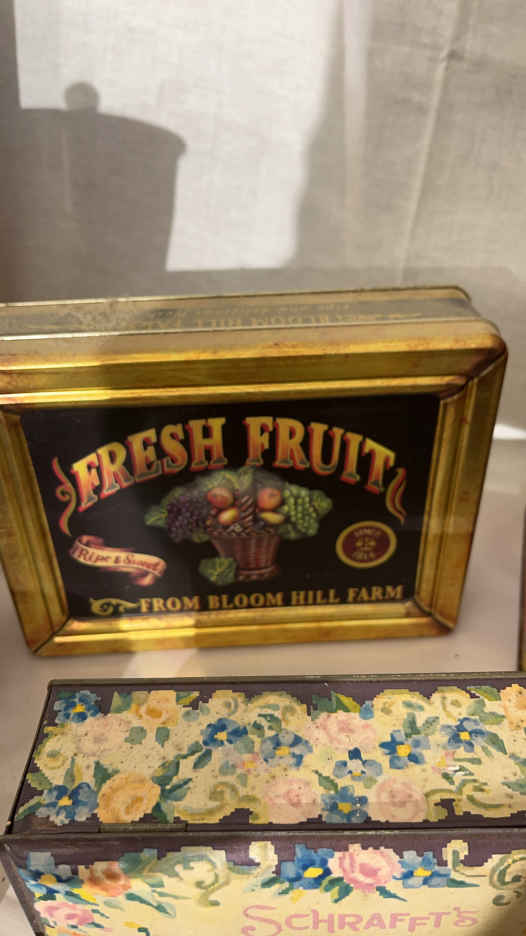 FRESH FRUIT
Ripe & Sweet
FROM BLOOM HILL FARM
SCHRAFFT'S